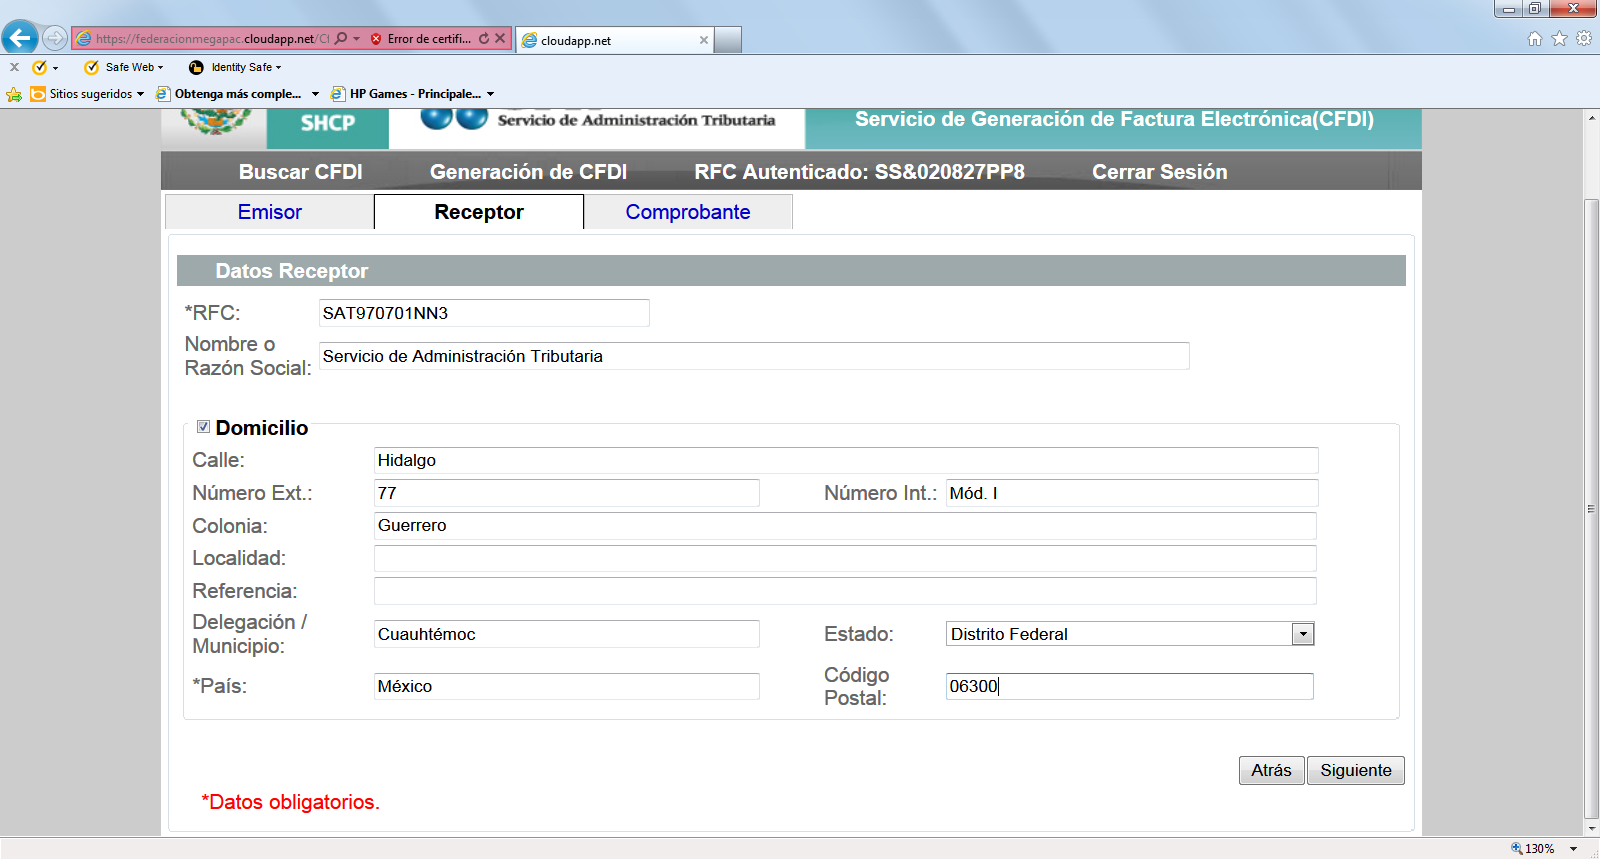 https://federacionmegapac.cloudapp.net/Cl
Error de certifi...
cloudapp.net
Safe Web
Identity Safe
Sitios sugeridos
Obtenga más comple...
HP Games - Principale...
SHCP
Servicio de Administración Tributaria
Servicio de Generación de Factura Electrónica(CFDI)
Buscar CFDI
Generación de CFDI
RFC Autenticado: SS&020827PP8
Cerrar Sesión
Emisor
Receptor
Comprobante
Datos Receptor
*RFC:
SAT970701NN3
Nombre o
Razón Social:
Servicio de Administración Tributaria
Domicilio
Calle:
Hidalgo
Número Ext.:
77
Número Int.:
Mód. I
Colonia:
Guerrero
Localidad:
Referencia:
Delegación /
Municipio:
Cuauhtémoc
Estado:
Distrito Federal
*País:
México
Código
Postal:
06300
Atrás
Siguiente
*Datos obligatorios.
130%